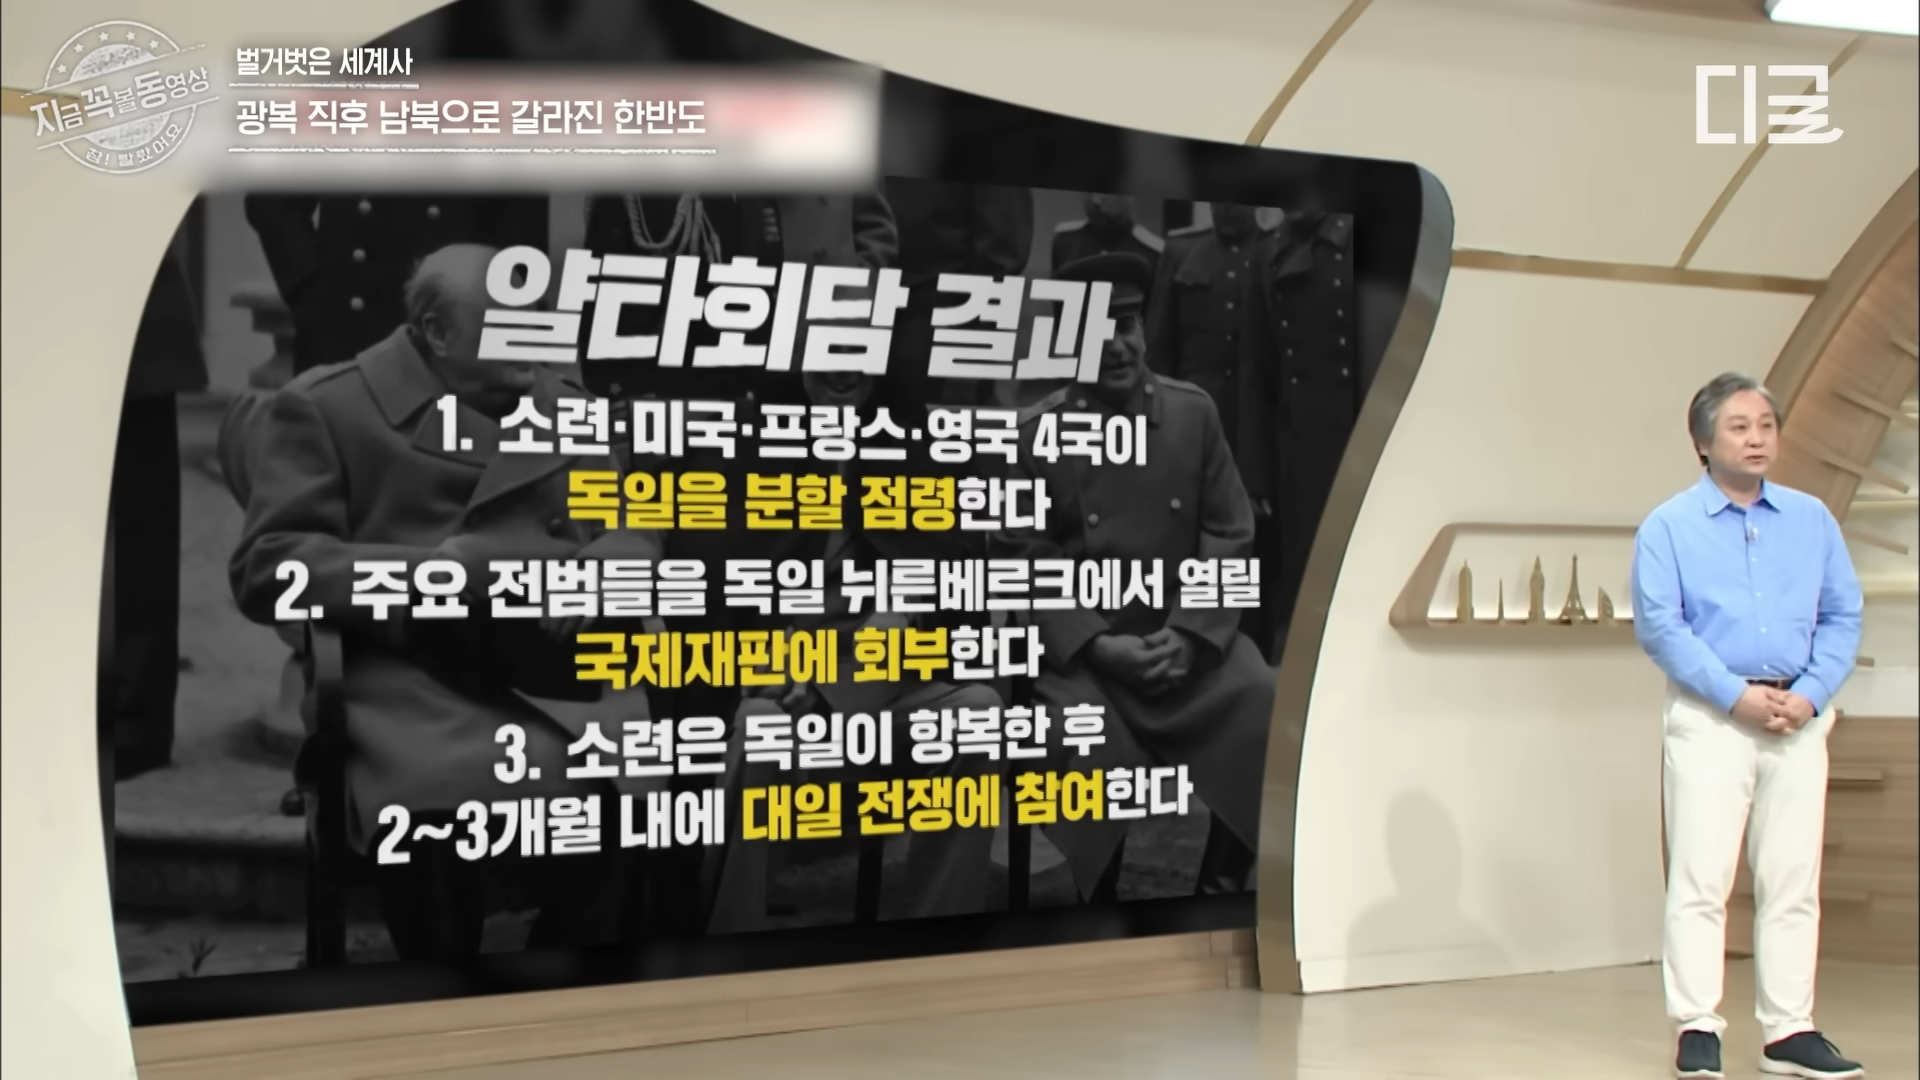 지금 꼭 볼 동영상
참! 잘랐어요
벌거벗은 세계사
광복 직후 남북으로 갈라진 한반도
디글
얄타회담 결과
1. 소련·미국·프랑스·영국 4국이
독일을 분할 점령한다
2. 주요 전범들을 독일 뉘른베르크에서 열릴
국제재판에 회부한다
3. 소련은 독일이 항복한 후
2~3개월 내에 대일 전쟁에 참여한다